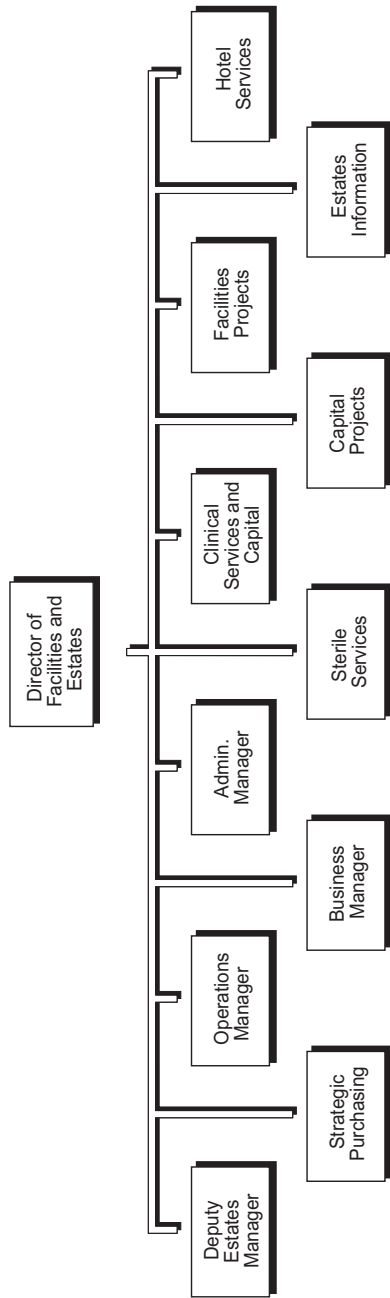 Director of
Facilities and
Estates
Deputy
Estates
Manager
Operations
Manager
Admin.
Manager
Clinical
Services and
Capital
Facilities
Projects
Hotel
Services
Strategic
Purchasing
Business
Manager
Sterile
Services
Capital
Projects
Estates
Information